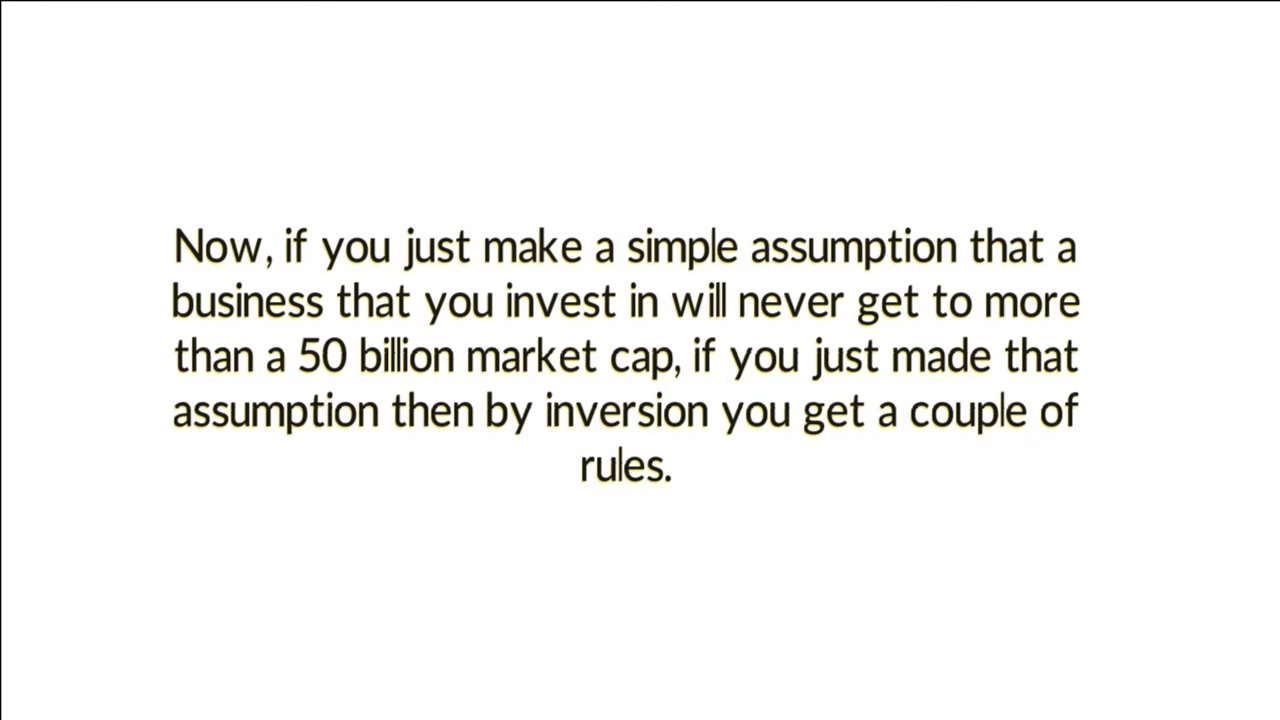 Now, if you just make a simple assumption that a
business that you invest in will never get to more
than a 50 billion market cap, if you just made that
assumption then by inversion you get a couple of
rules.